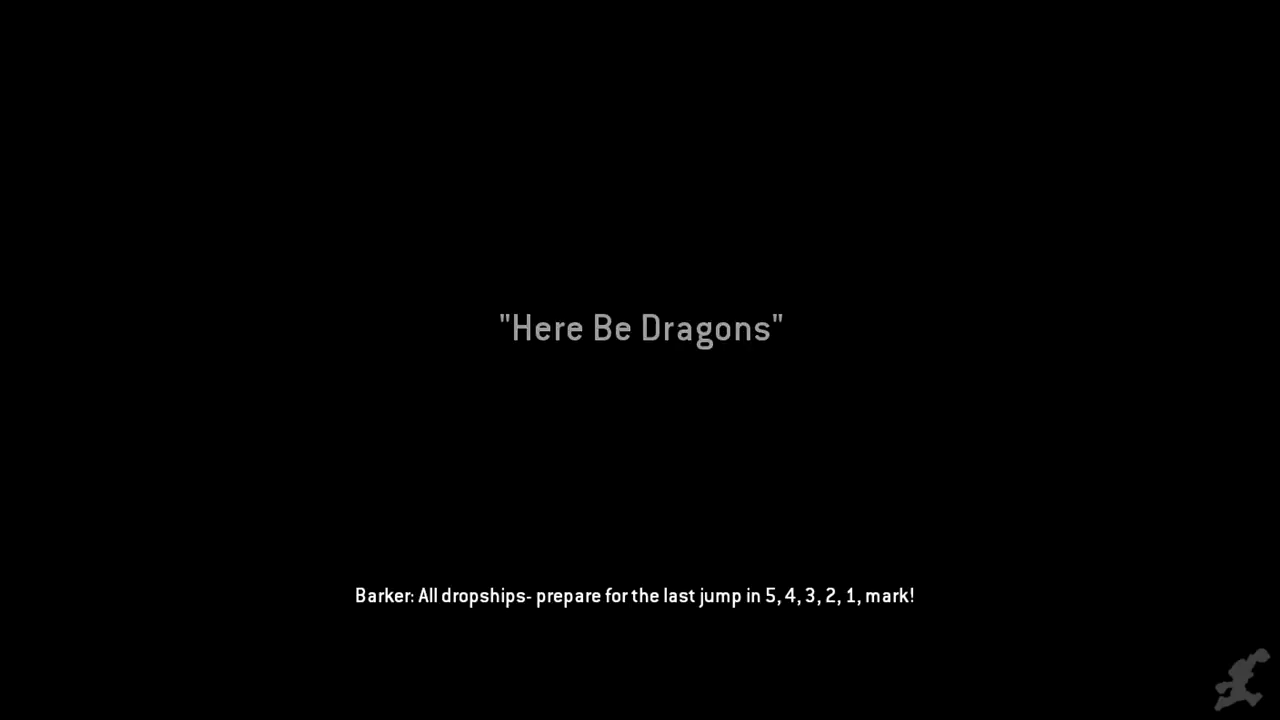 "Here Be Dragons"
Barker: All dropships- prepare for the last jump in 5, 4, 3, 2, 1, mark!